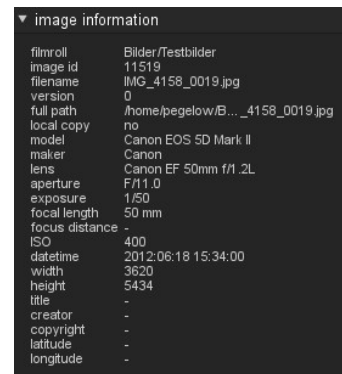 ▼ image information
filmroll Bilder/Testbilder
image id 11519
filename IMG_4158_0019.jpg
version 0
full path /home/pegelow/B... _4158_0019.jpg
local copy no
model Canon EOS 5D Mark II
maker Canon
lens Canon EF 50mm f/1.2L
aperture F/11.0
exposure 1/50
focal length 50 mm
focus distance -
ISO 400
datetime 2012:06:18 15:34:00
width 3620
height 5434
title -
creator -
copyright -
latitude -
longitude -